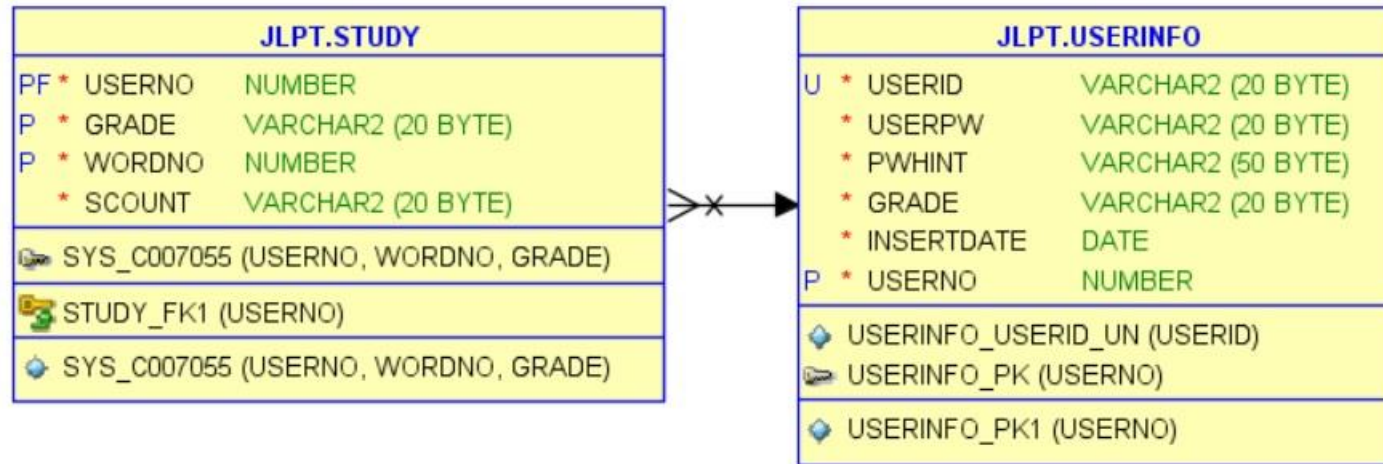 JLPT.STUDY
PF * USERNO NUMBER
P * GRADE VARCHAR2 (20 BYTE)
P * WORDNO NUMBER
* SCOUNT VARCHAR2 (20 BYTE)
SYS_C007055 (USERNO, WORDNO, GRADE)
STUDY_FK1 (USERNO)
SYS_C007055 (USERNO, WORDNO, GRADE)
JLPT.USERINFO
U * USERID VARCHAR2 (20 BYTE)
* USERPW VARCHAR2 (20 BYTE)
* PWHINT VARCHAR2 (50 BYTE)
* GRADE VARCHAR2 (20 BYTE)
* INSERTDATE DATE
P * USERNO NUMBER
USERINFO_USERID_UN (USERID)
USERINFO_PK (USERNO)
USERINFO_PK1 (USERNO)